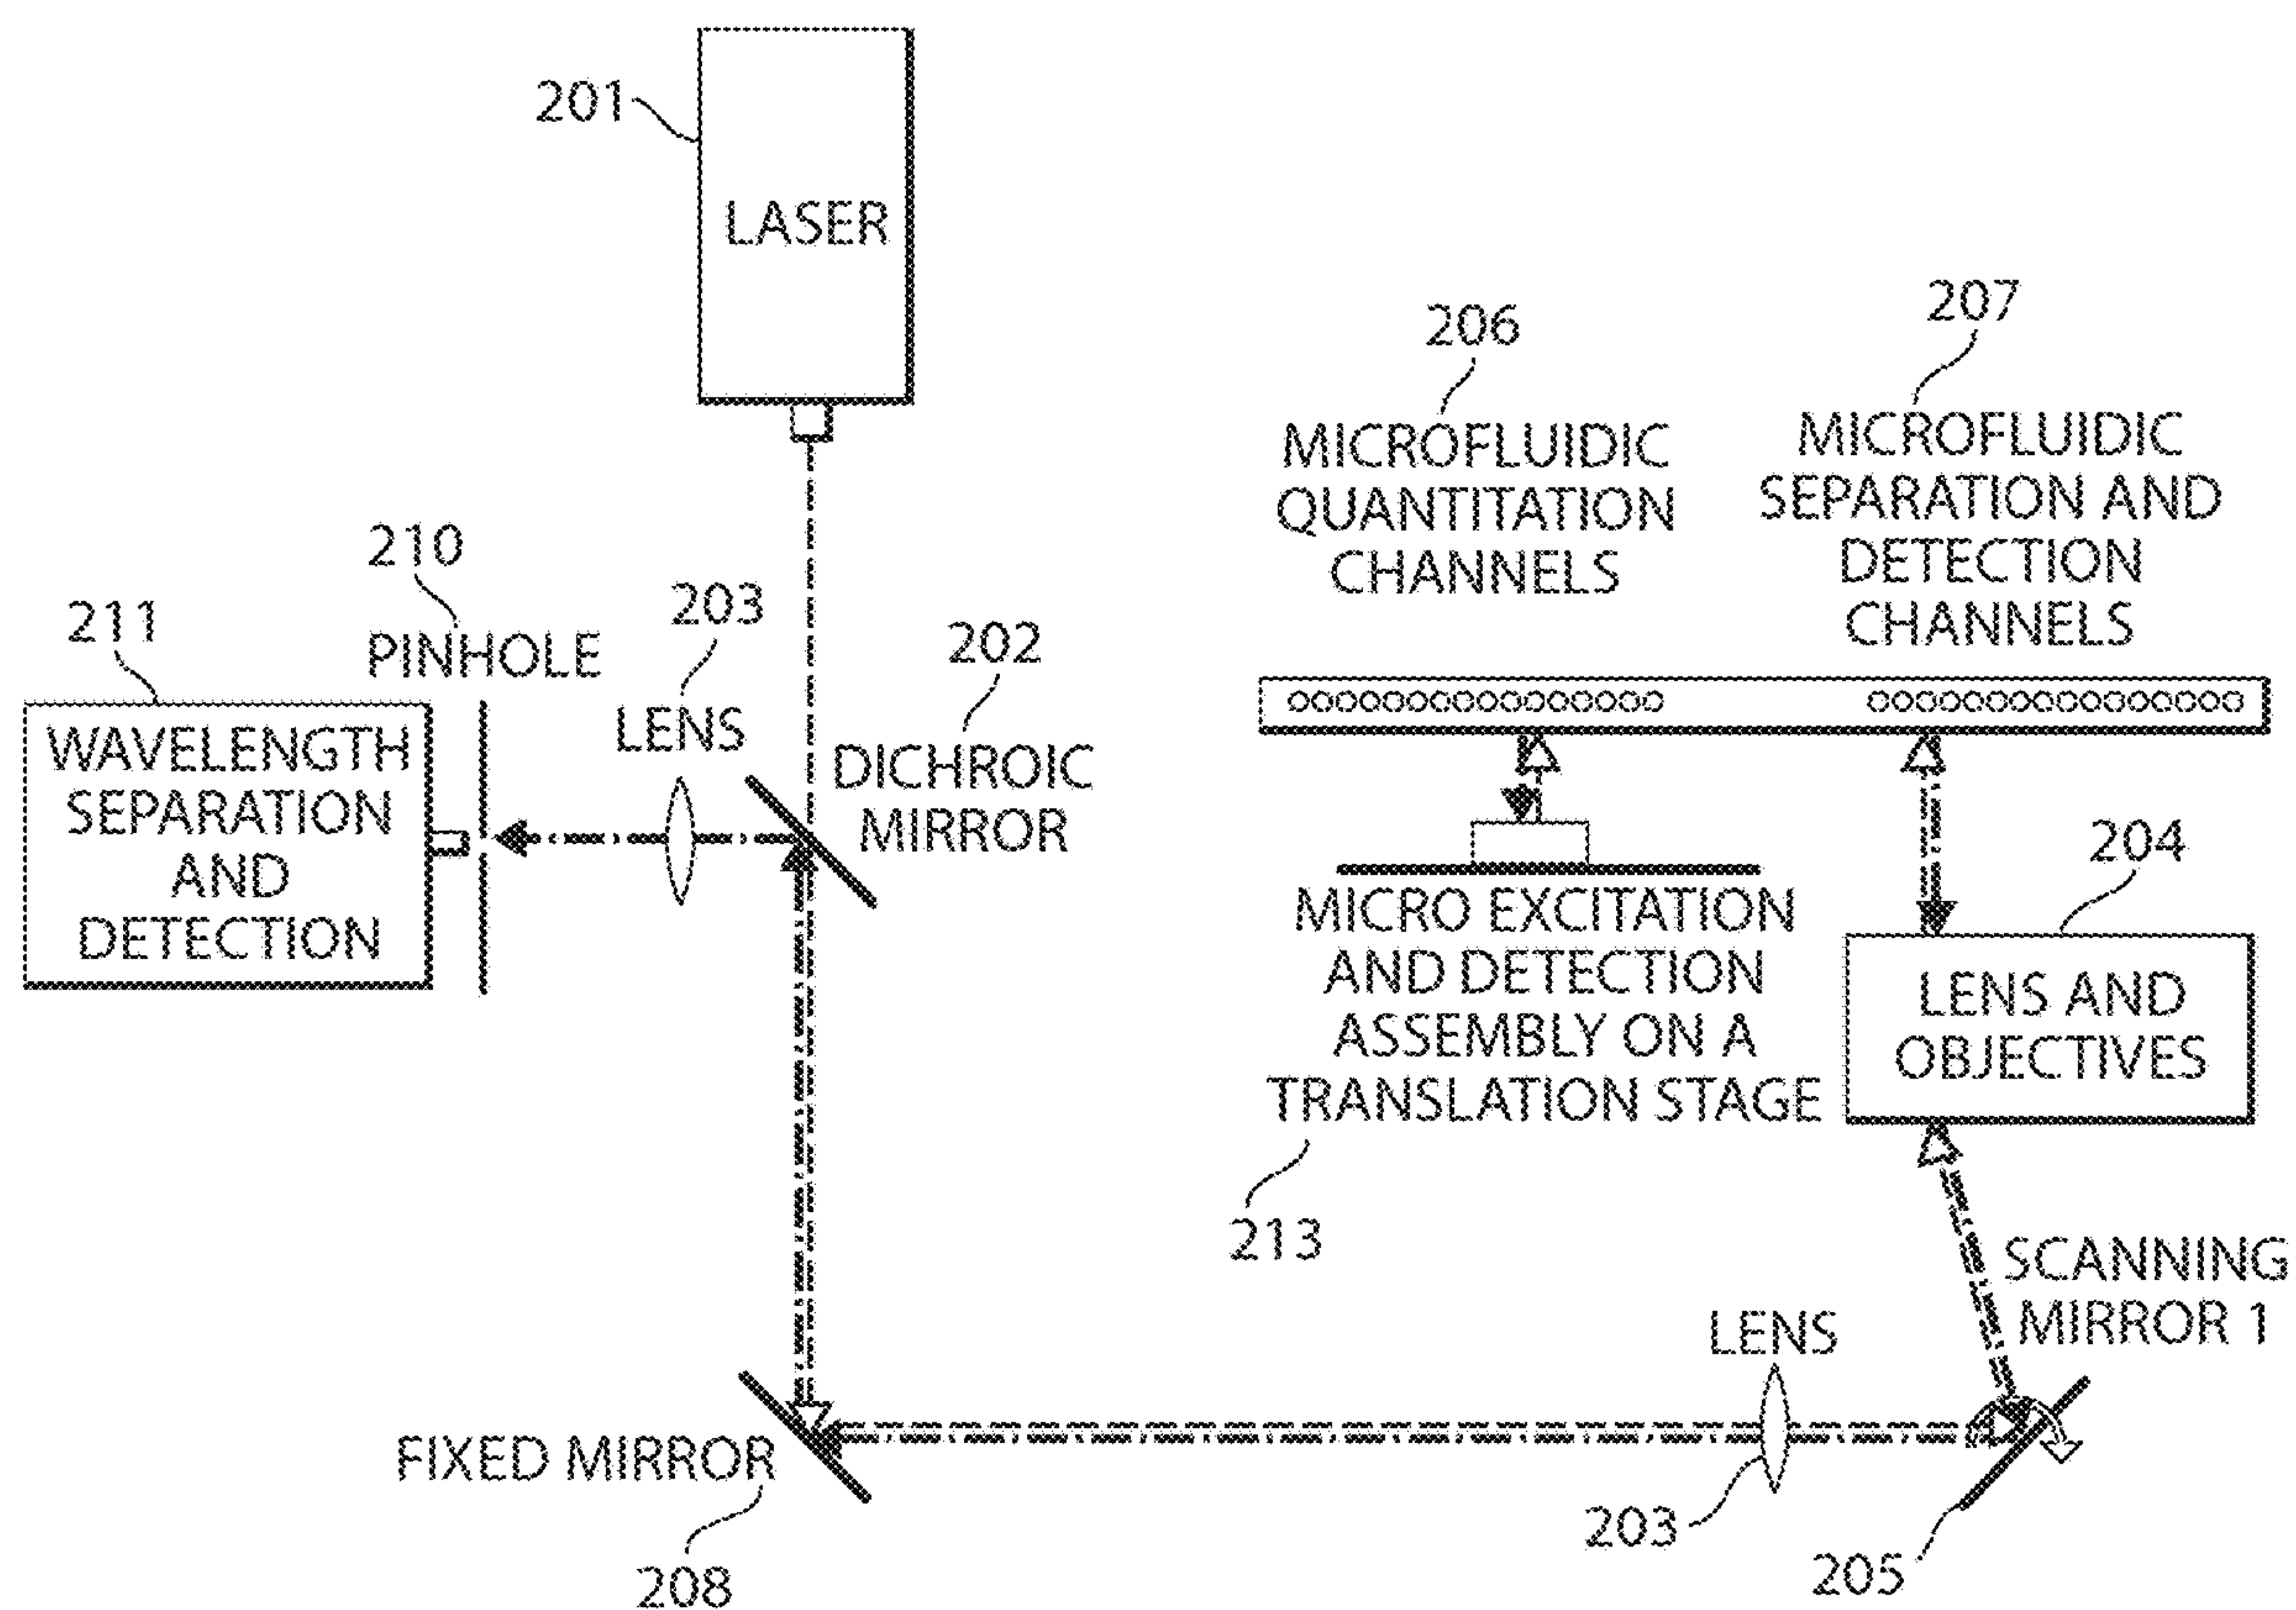 201
LASER
206
MICROFLUIDIC
QUANTITATION
CHANNELS
207
MICROFLUIDIC
SEPARATION AND
DETECTION
CHANNELS
210
PINHOLE
203
LENS
202
DICHROIC
MIRROR
211
WAVELENGTH
SEPARATION
AND
DETECTION
MICRO EXCITATION
AND DETECTION
ASSEMBLY ON A
TRANSLATION STAGE
213
204
LENS AND
OBJECTIVES
SCANNING
MIRROR 1
LENS
203
205
FIXED MIRROR
208